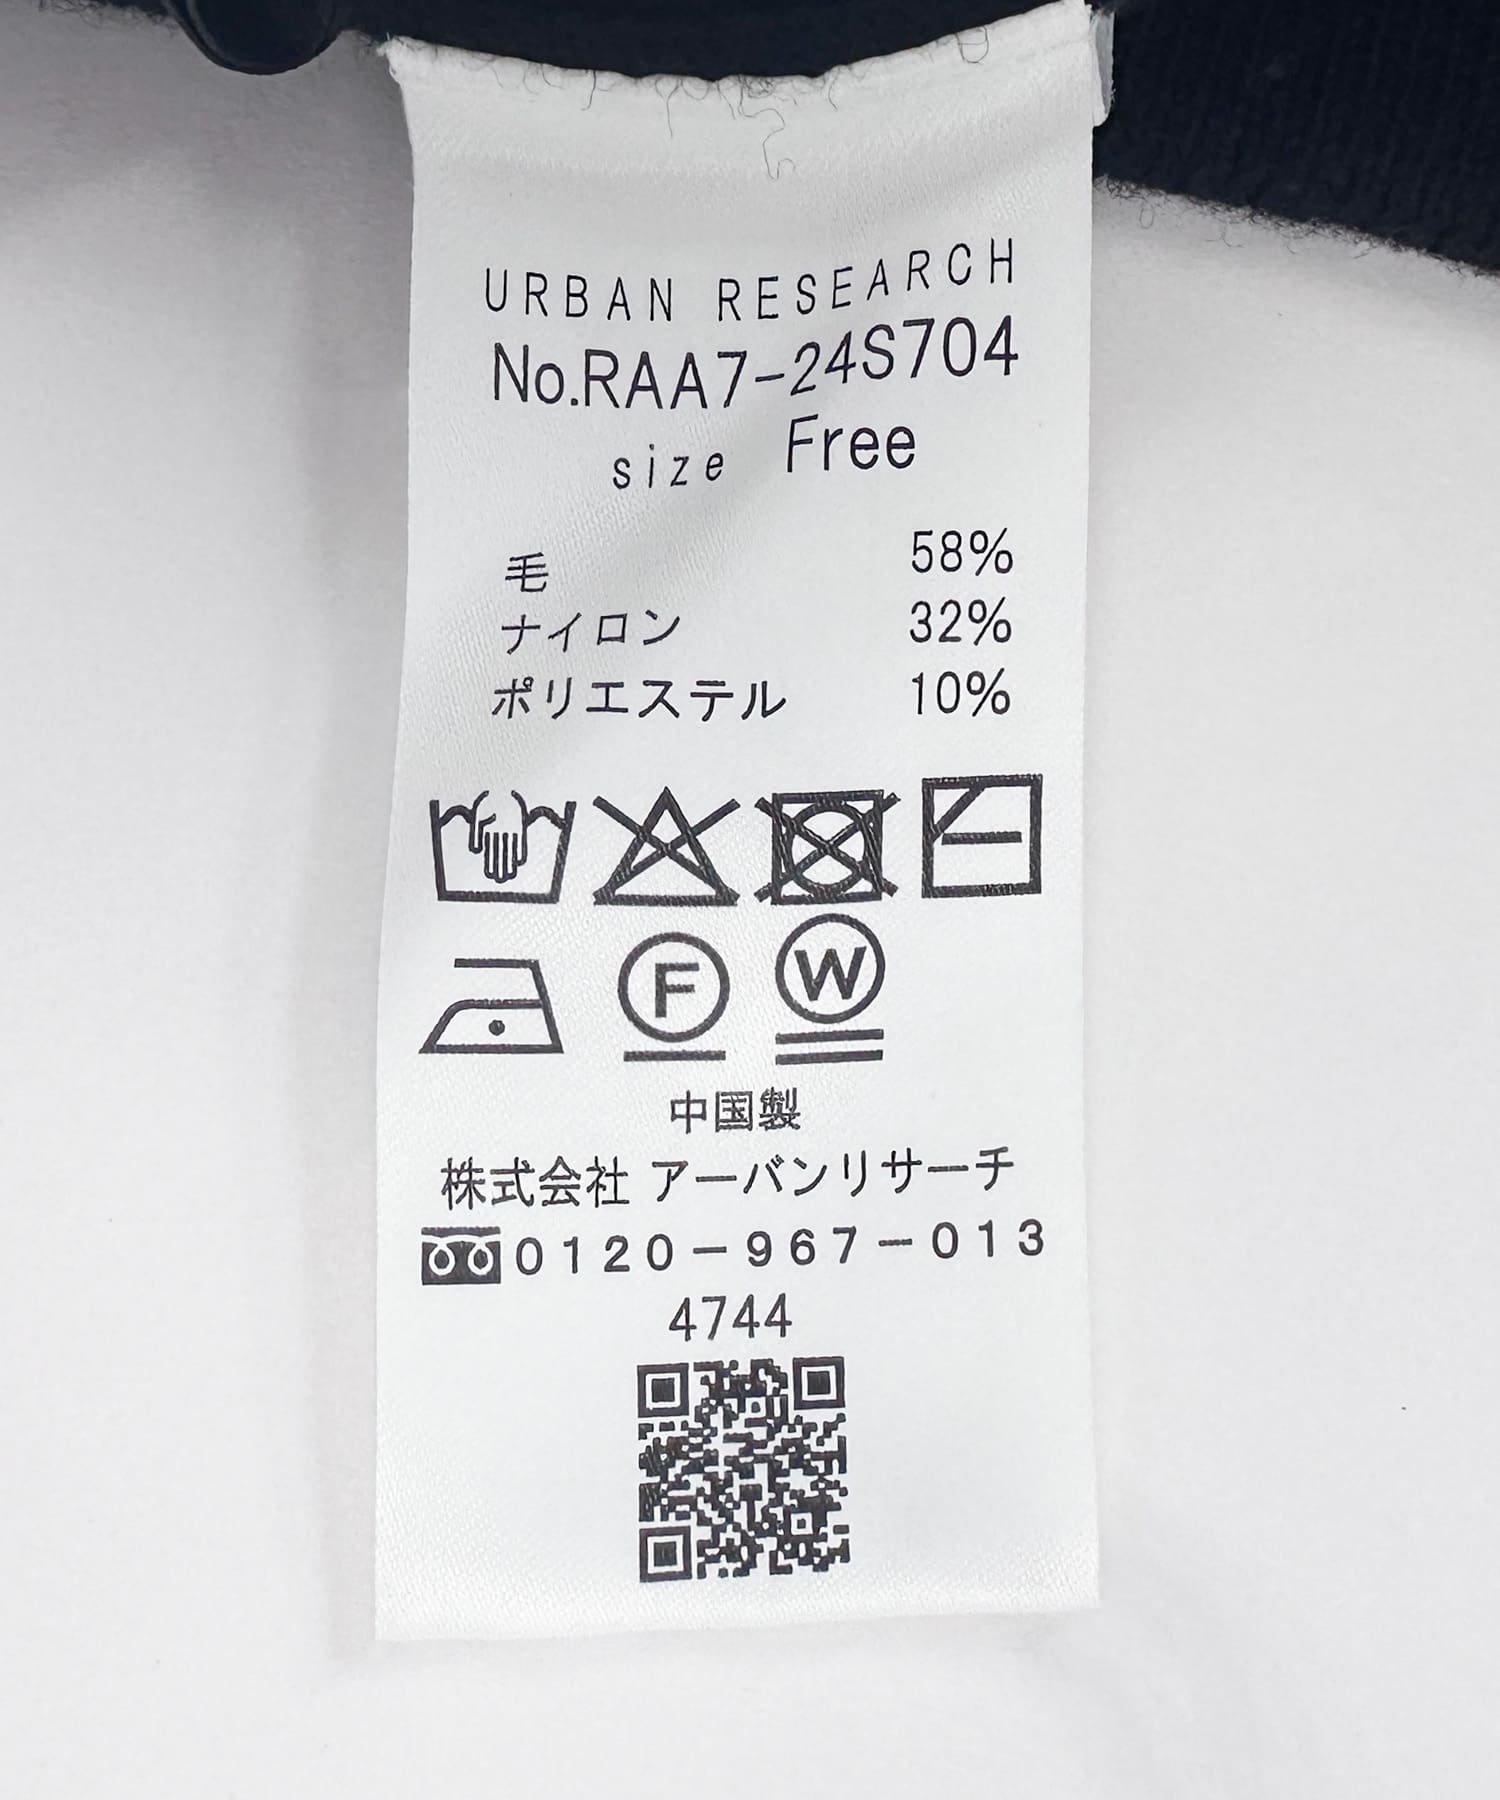 URBAN RESEARCH
No.RAA7-24S704
size Free
毛 58%
ナイロン 32%
ポリエステル 10%
F W
中国製
株式会社 アーバンリサーチ
0120-967-013
4744